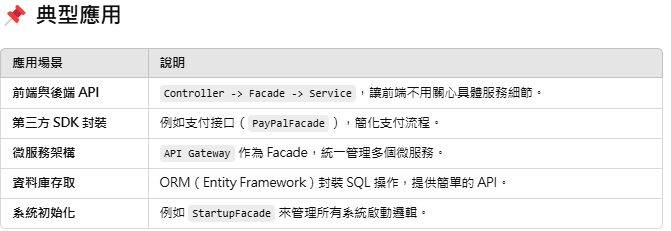 📌 典型應用
應用場景 說明
前端與後端 API Controller -> Facade -> Service，讓前端不用關心具體服務細節。
第三方 SDK 封裝 例如支付接口（PayPalFacade），簡化支付流程。
微服務架構 API Gateway 作為 Facade，統一管理多個微服務。
資料庫存取 ORM（Entity Framework）封裝 SQL 操作，提供簡單的 API。
系統初始化 例如 StartupFacade 來管理所有系統啟動邏輯。